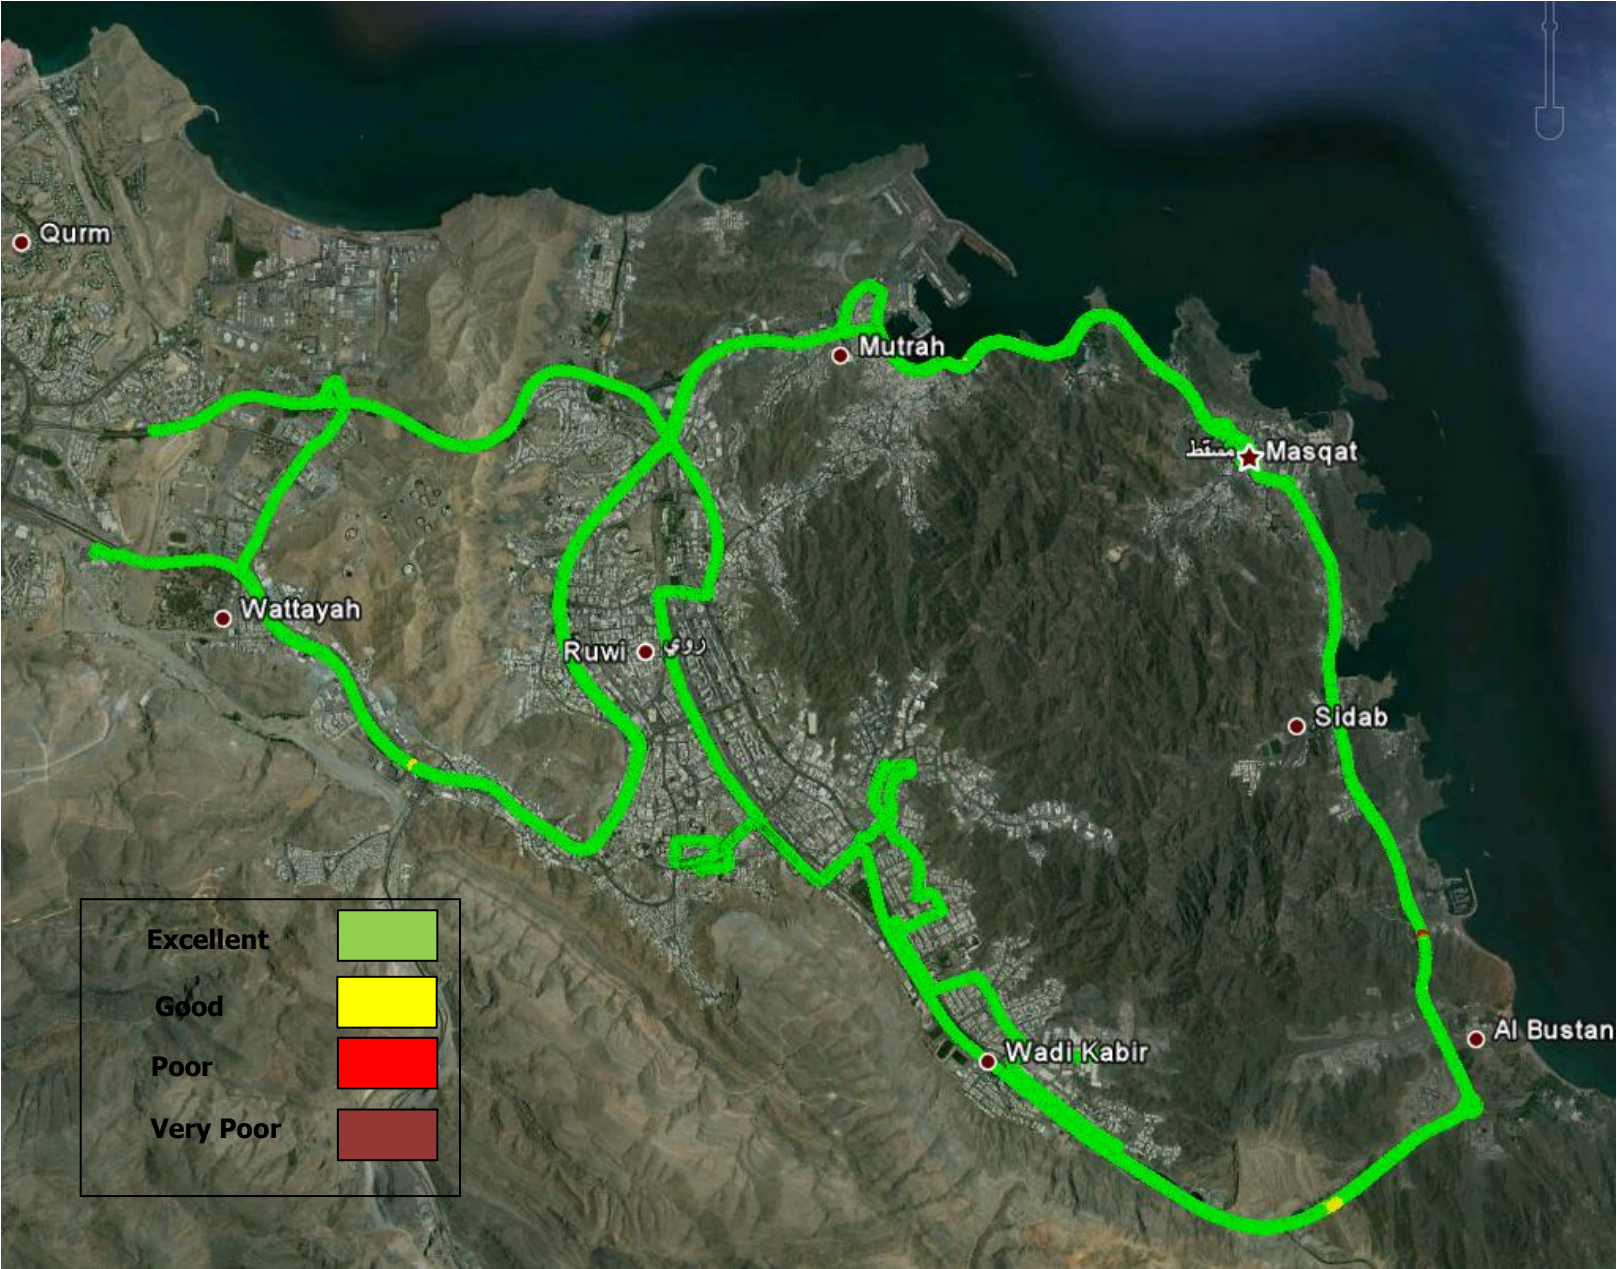 Qurm
Mutrah
مسقط Masqat
Wattayah
Ruwi روي
Sidab
Al Bustan
Wadi Kabir
Excellent
Good
Poor
Very Poor